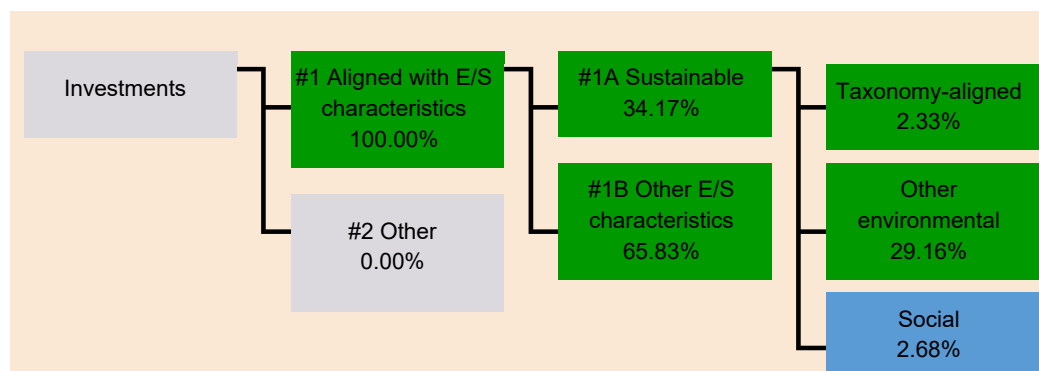 Investments
#1 Aligned with E/S
characteristics
100.00%
#2 Other
0.00%
#1A Sustainable
34.17%
#1B Other E/S
characteristics
65.83%
Taxonomy-aligned
2.33%
Other
environmental
29.16%
Social
2.68%